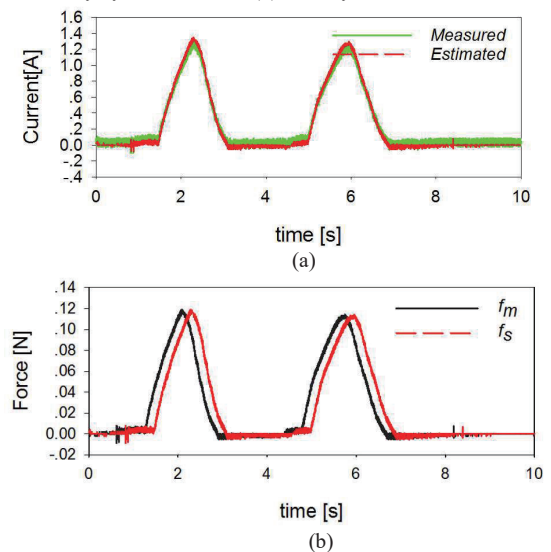 1.6
1.4
1.2
1.0
.8
.6
.4
.2
0.0
-.2
-.4
Current[A]
Measured
Estimated
0 2 4 6 8 10
time [s]
(a)
.14
.12
.10
.08
.06
.04
.02
0.00
-.02
Force [N]
fm
fs
0 2 4 6 8 10
time [s]
(b)